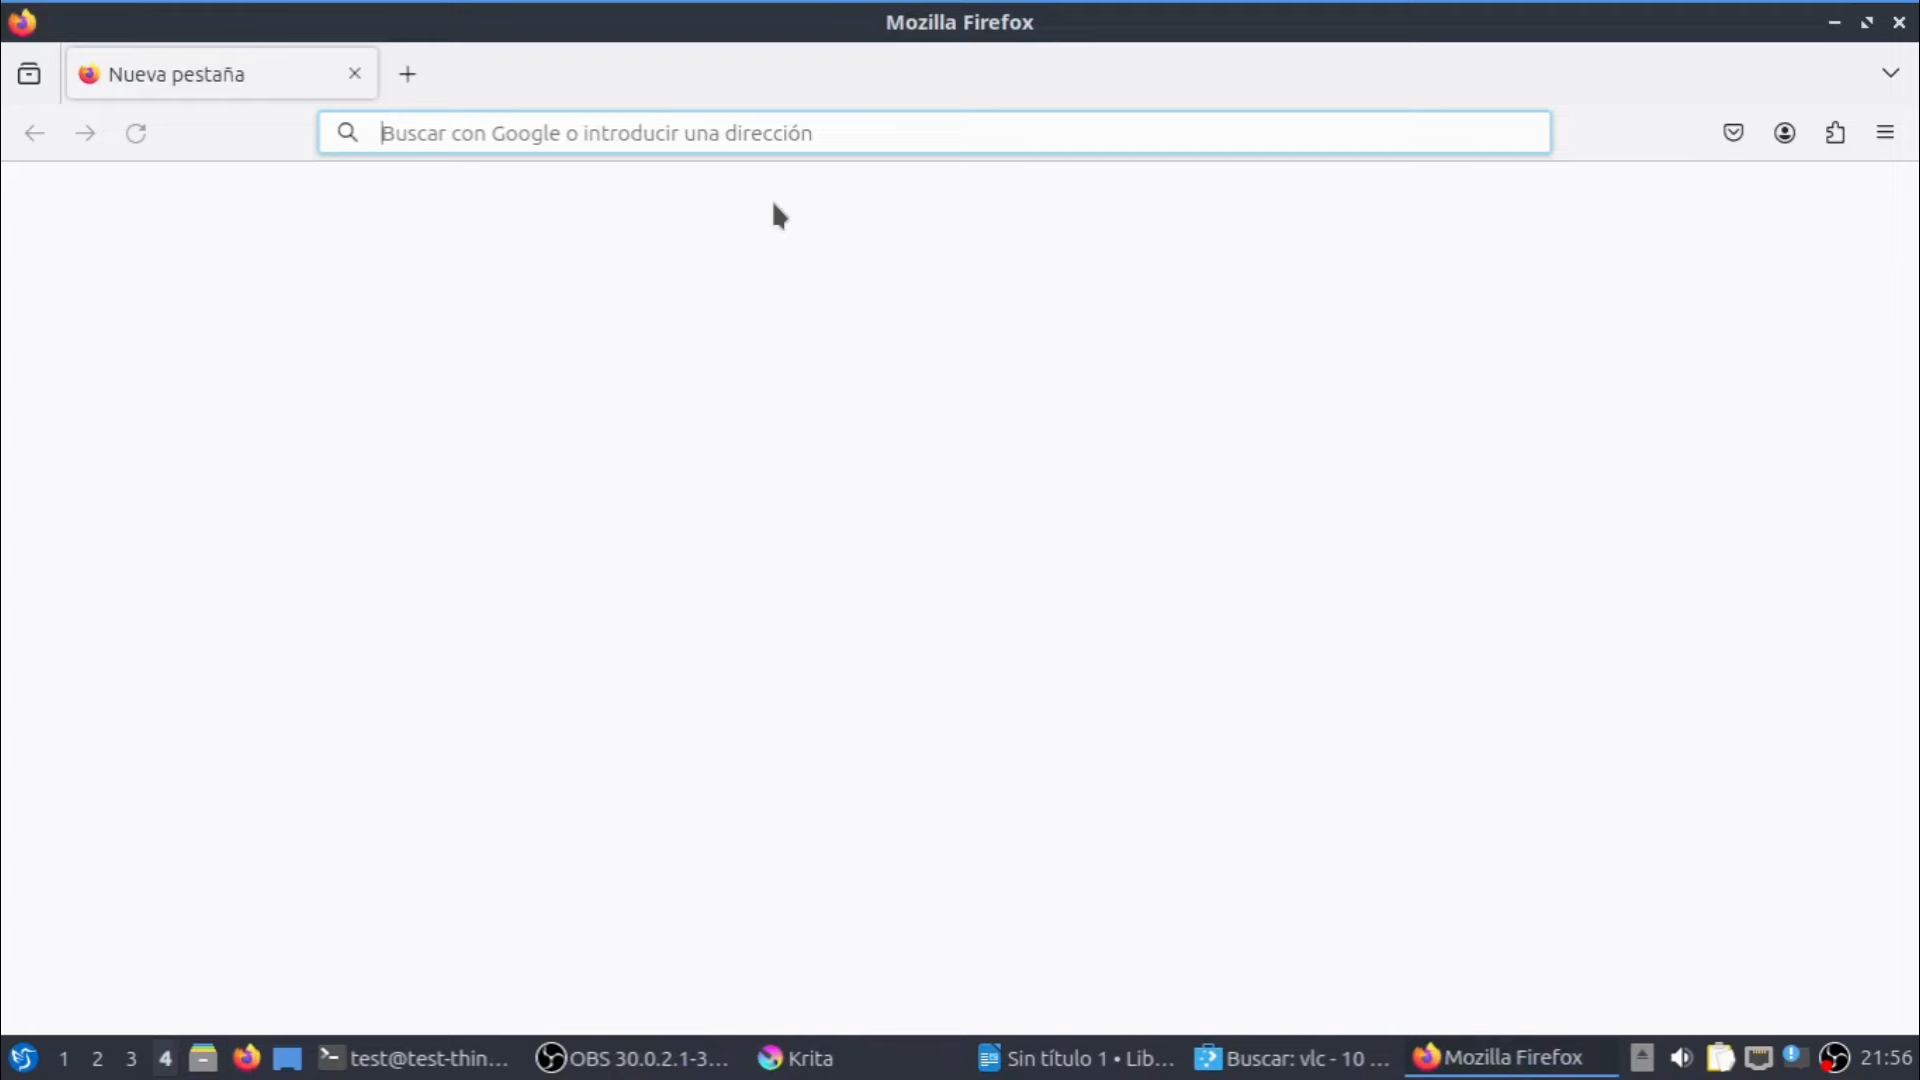 Mozilla Firefox
Nueva pestaña
Buscar con Google o introducir una dirección
1 2 3 4 test@test-thin... OBS 30.0.2.1-3... Krita Sin título 1 • Lib... Buscar: vlc - 10 ... Mozilla Firefox 21:56